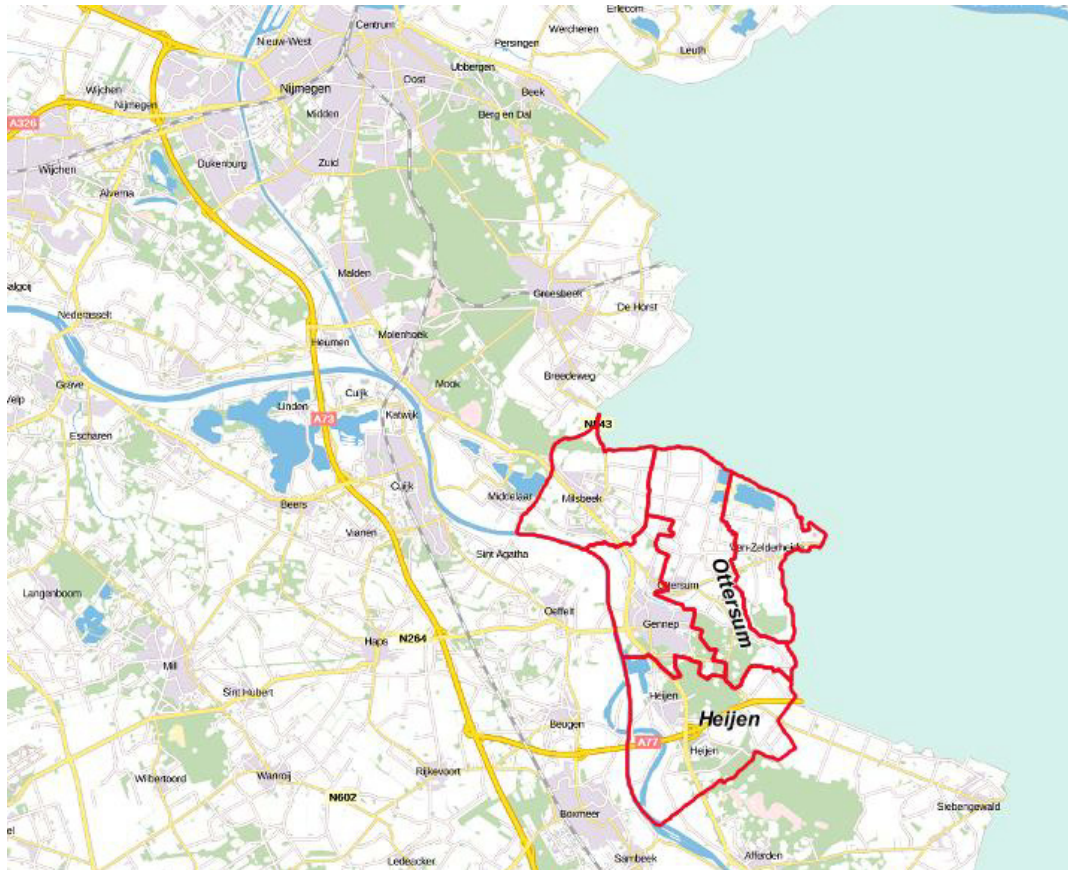 Erlecom
Wercheren
Centrum
Nieuw-West
Persingen
Leuth
Ubbergen
Oost
Wijchen
Nijmegen
Beek
Nijmegen
Midden
Berg en Dal
A326
Dukenburg
Zuid
Wijchen
Alverna
Malden
Balgoij
Groesbeek
De Horst
Nederasselt
Molenhoek
Heumen
Breedeweg
Grave
Mook
Velp
Cuijk
Linden
A73
Katwijk
Escharen
Cuijk
Middelaar
Milsbeek
Beers
Vianen
Ven-Zelderheide
Sint Agatha
Ottersum
Ottersum
Langenboom
Oeffelt
Gennep
Haps
N264
Mill
Sint Hubert
Heijen
Heijen
Beugen
A77
Heijen
Rijkevoort
Wilbertoord
Wanroij
N602
Siebengewald
Boxmeer
Ledeacker
Sambeek
Afferden